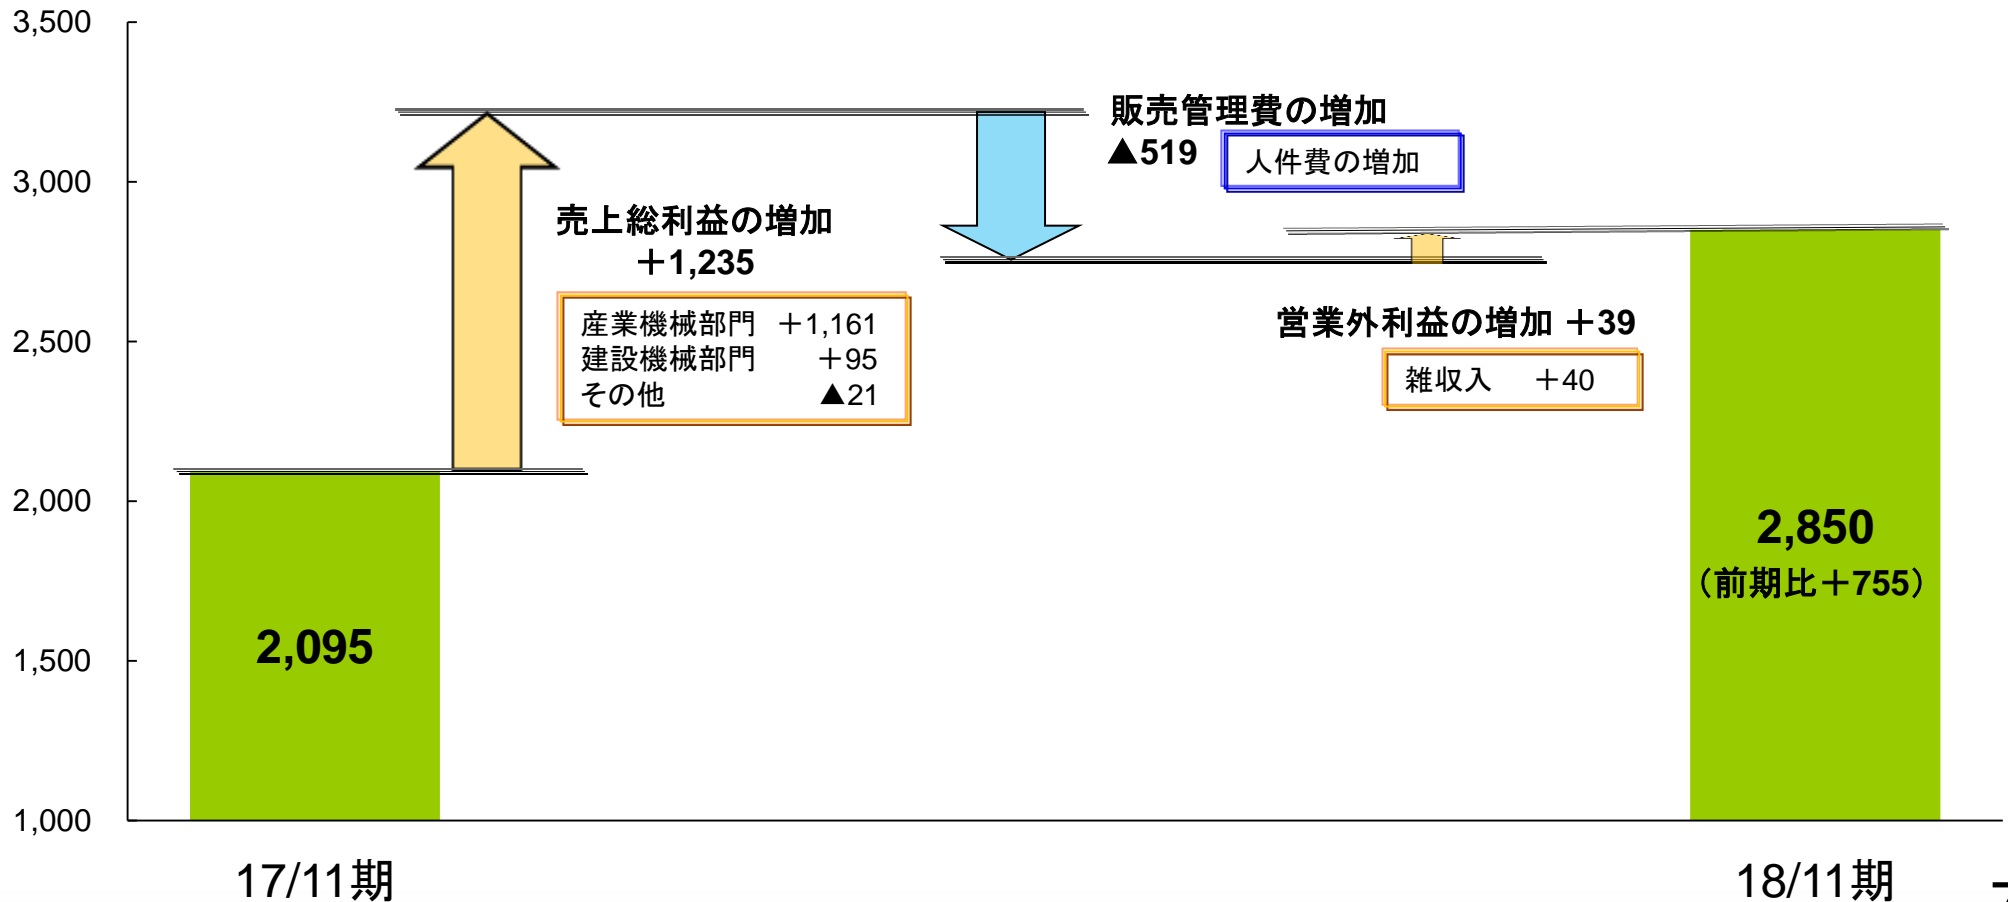 3,500
3,000
2,500
2,000
1,500
1,000
販売管理費の増加
▲519
人件費の増加
売上総利益の増加
＋1,235
産業機械部門 ＋1,161
建設機械部門 ＋95
その他 ▲21
営業外利益の増加 ＋39
雑収入 ＋40
2,850
（前期比＋755）
2,095
17/11期
18/11期